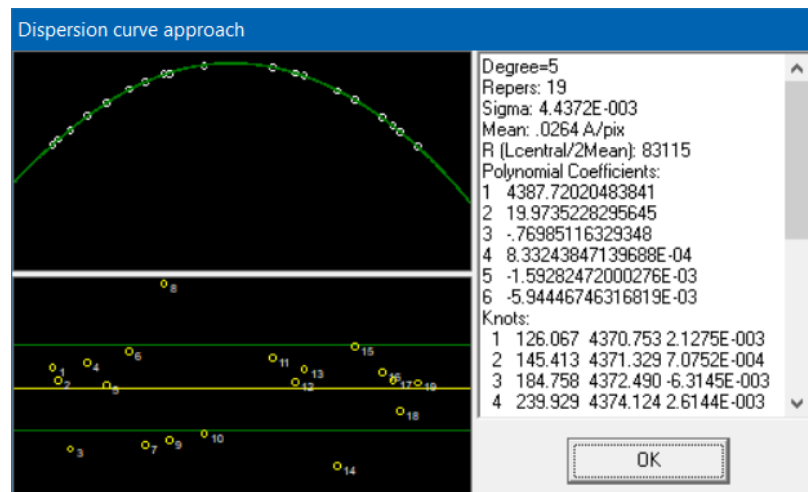 Dispersion curve approach
Degree=5
Repers: 19
Sigma: 4.4372E-003
Mean: .0264 A/pix
R (Lcentral/2Mean): 83115
Polynomial Coefficients:
1 4387.72020483841
2 19.9735228295645
3 -.76985116329348
4 8.33243847139688E-04
5 -1.59282472000276E-03
6 -5.94446746316819E-03
Knots:
1 126.067 4370.753 2.1275E-003
2 145.413 4371.329 7.0752E-004
3 184.758 4372.490 -6.3145E-003
4 239.929 4374.124 2.6144E-003
8
15
6
11
4
1
13
16
2
5
12
17
19
18
10
9
7
3
14
OK